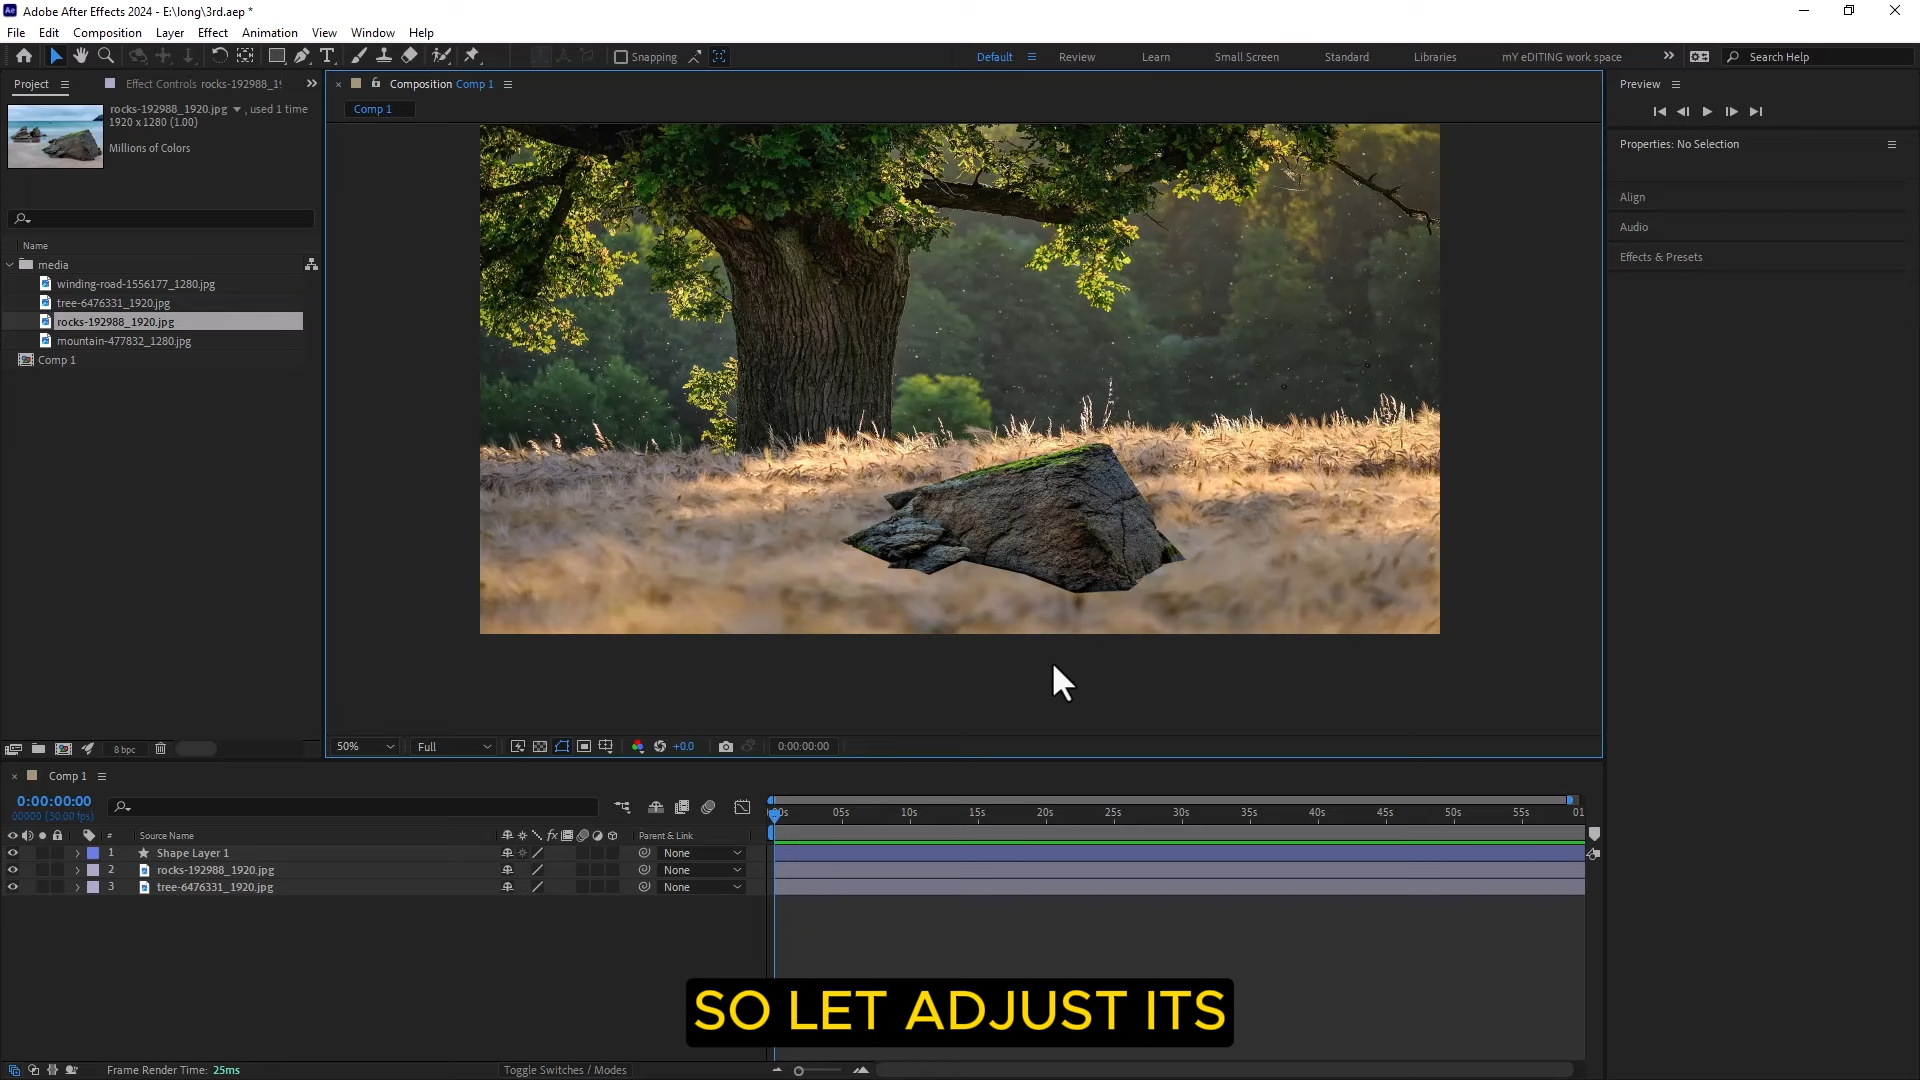 Adobe After Effects 2024 - E:\long\3rd.aep *
File Edit Composition Layer Effect Animation View Window Help
Snapping Default Review Learn Small Screen Standard Libraries mY eDITING work space Search Help
Project Effect Controls rocks-192988_19
Composition Comp 1
Preview
Comp 1
rocks-192988_1920.jpg , used 1 time
1920 x 1280 (1.00)
Millions of Colors
Properties: No Selection
Align
Audio
Effects & Presets
Name
media
winding-road-1556177_1280.jpg
tree-6476331_1920.jpg
rocks-192988_1920.jpg
mountain-477832_1280.jpg
Comp 1
8 bpc
50% Full +0.0 0:00:00:00
Comp 1
0:00:00:00
00000 (30.00 fps)
00s 05s 10s 15s 20s 25s 30s 35s 40s 45s 50s 55s 01
# Source Name fx Parent & Link
1 Shape Layer 1 None
2 rocks-192988_1920.jpg None
3 tree-6476331_1920.jpg None
SO LET ADJUST ITS
Frame Render Time: 25ms Toggle Switches / Modes